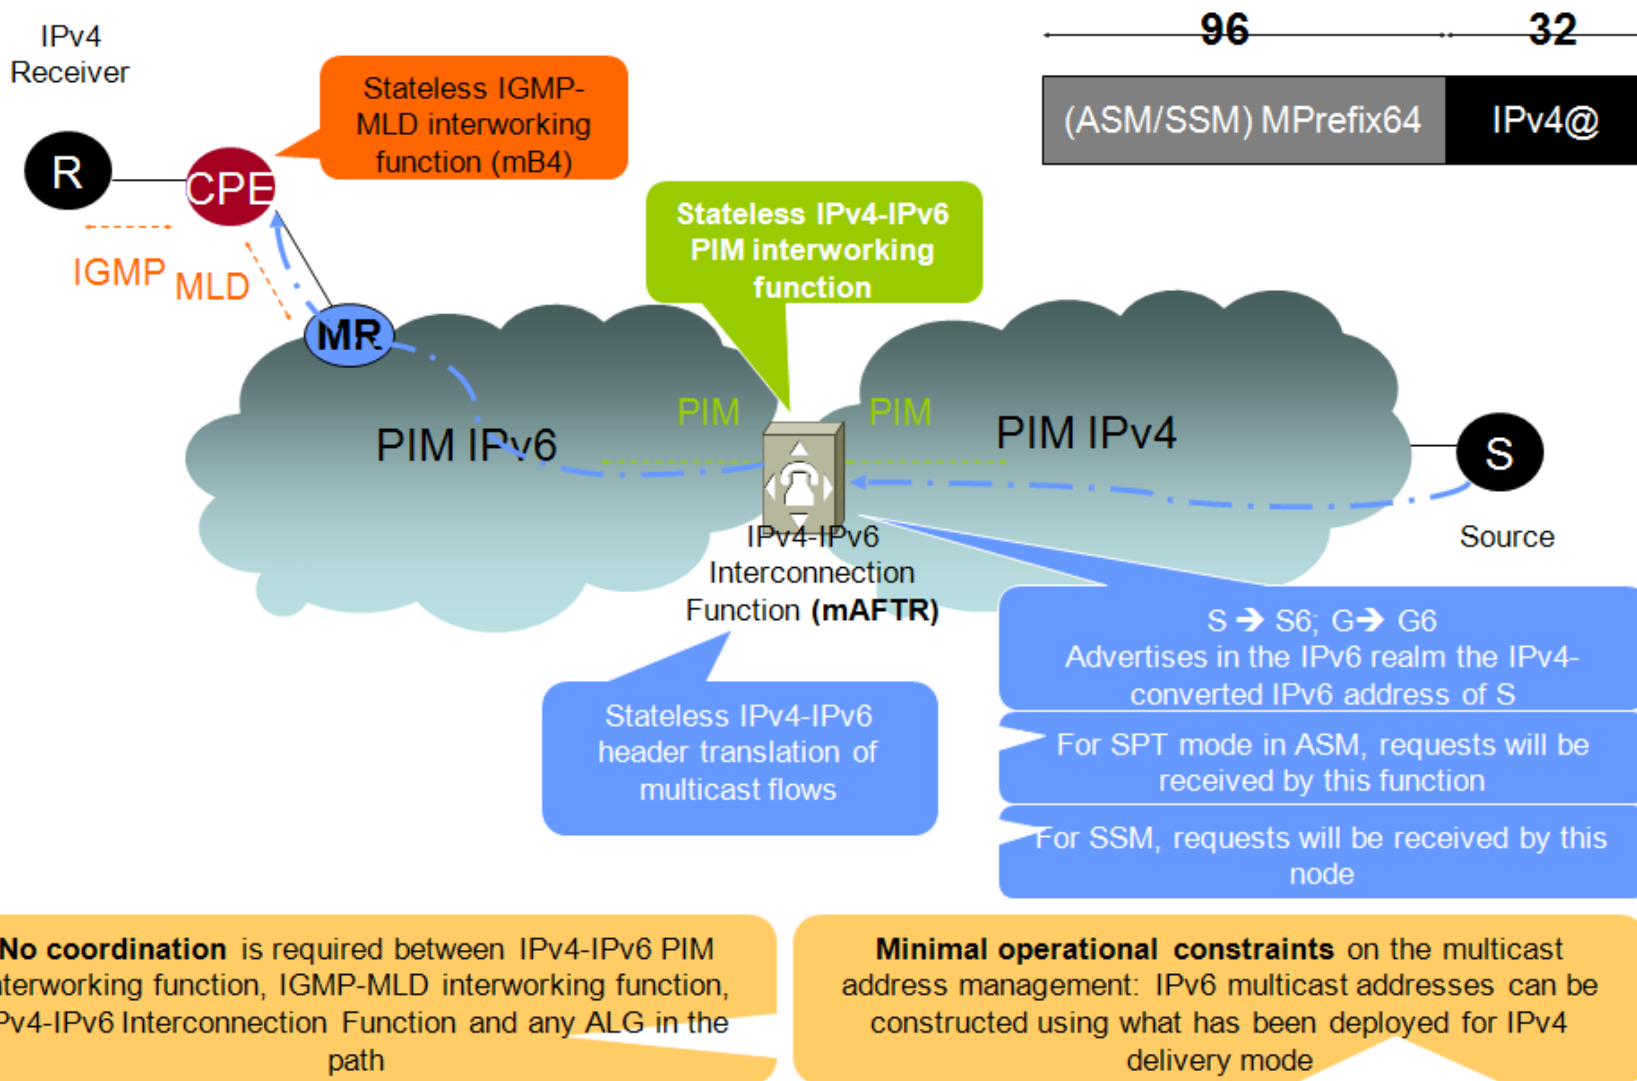 IPv4
Receiver
R
CPE
Stateless IGMP-
MLD interworking
function (mB4)
96
32
(ASM/SSM) MPrefix64
IPv4@
IGMP
MLD
MR
Stateless IPv4-IPv6
PIM interworking
function
PIM IPv6
PIM
PIM
PIM IPv4
S
Source
IPv4-IPv6
Interconnection
Function (mAFTR)
S ➔ S6; G➔ G6
Advertises in the IPv6 realm the IPv4-
converted IPv6 address of S
For SPT mode in ASM, requests will be
received by this function
For SSM, requests will be received by this
node
Stateless IPv4-IPv6
header translation of
multicast flows
No coordination is required between IPv4-IPv6 PIM
nterworking function, IGMP-MLD interworking function,
Pv4-IPv6 Interconnection Function and any ALG in the
path
Minimal operational constraints on the multicast
address management: IPv6 multicast addresses can be
constructed using what has been deployed for IPv4
delivery mode